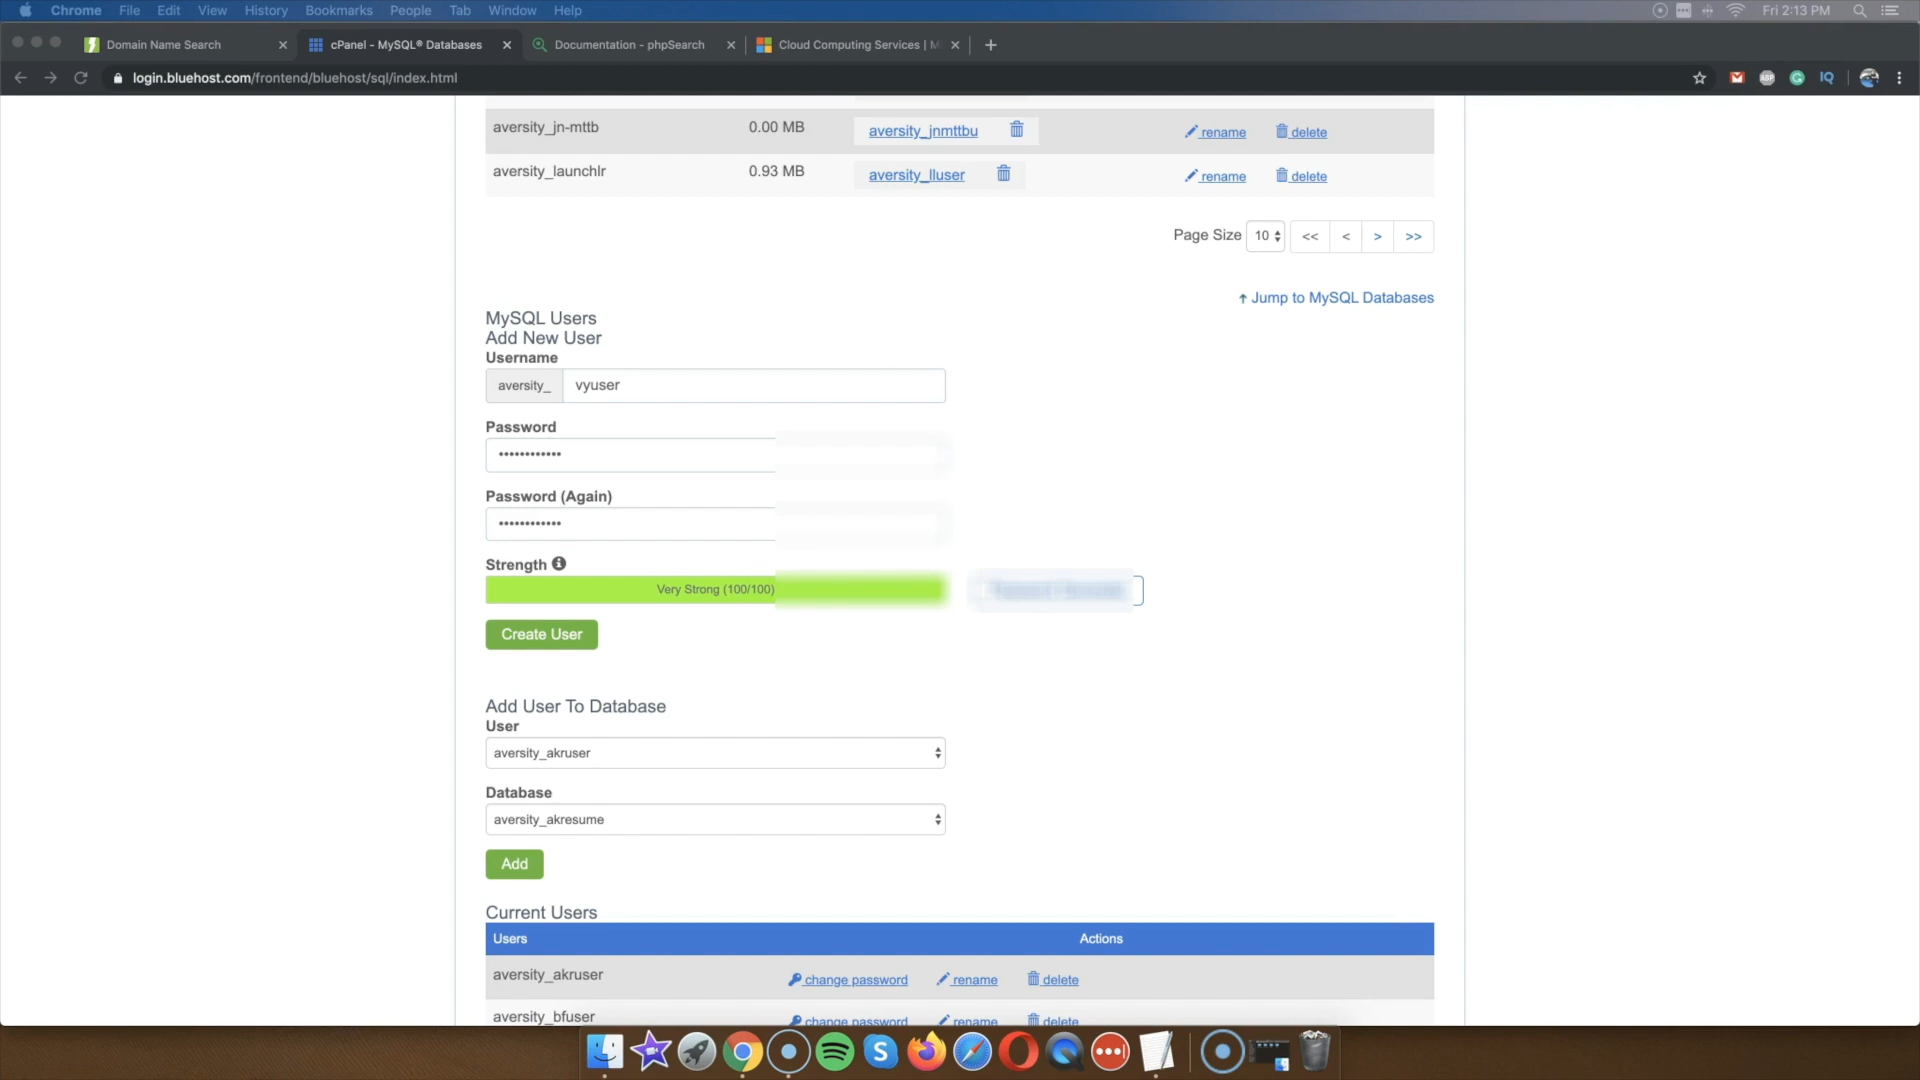 Chrome File Edit View History Bookmarks People Tab Window Help Fri 2:13 PM
Domain Name Search cPanel - MySQL® Databases Documentation - phpSearch Cloud Computing Services | M
login.bluehost.com/frontend/bluehost/sql/index.html
aversity_jn-mttb 0.00 MB aversity_jnmttbu rename delete
aversity_launchlr 0.93 MB aversity_lluser rename delete
Page Size 10 << < > >>
Jump to MySQL Databases
MySQL Users
Add New User
Username
aversity_ vyuser
Password
••••••••••••
Password (Again)
••••••••••••
Strength
Very Strong (100/100)
Create User
Add User To Database
User
aversity_akruser
Database
aversity_akresume
Add
Current Users
Users Actions
aversity_akruser change password rename delete
aversity_bfuser change password rename delete